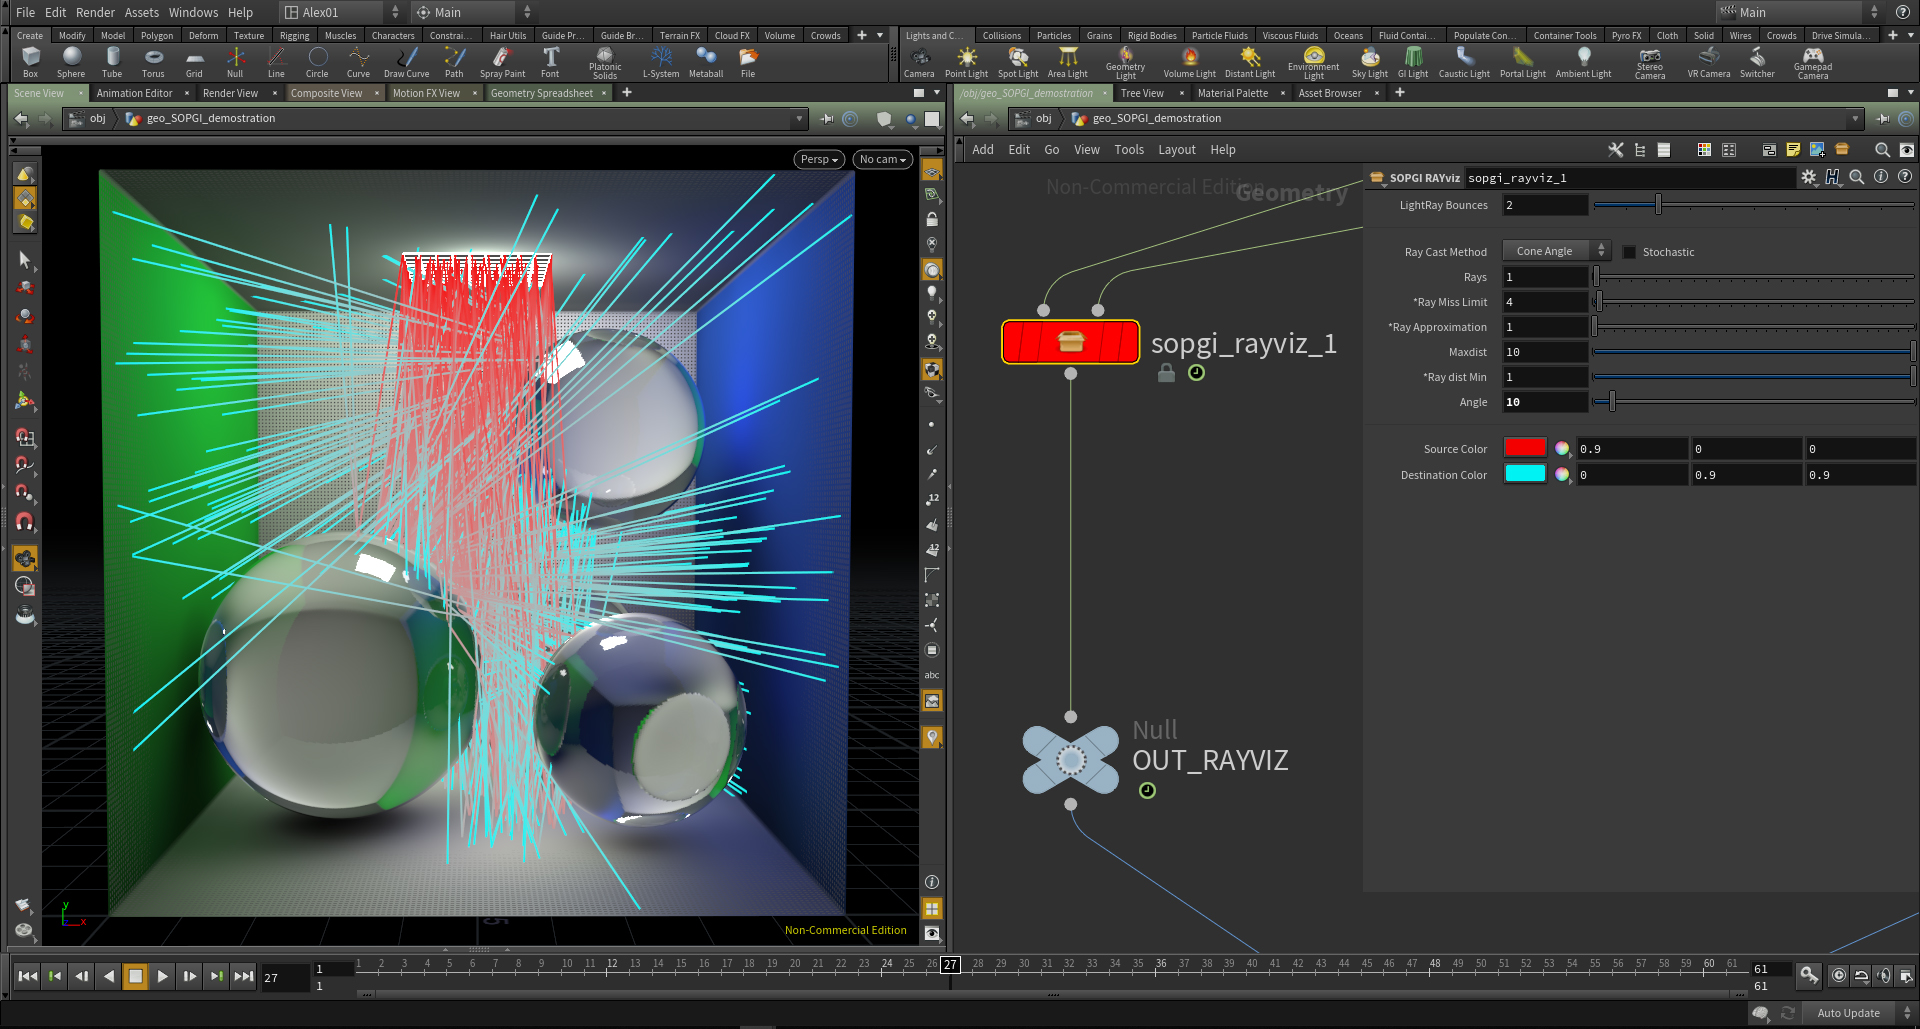 File Edit Render Assets Windows Help Alex01 Main Main
Create Modify Model Polygon Deform Texture Rigging Muscles Characters Constrai... Hair Utils Guide Pr... Guide Br... Terrain FX Cloud FX Volume Crowds
Lights and C... Collisions Particles Grains Rigid Bodies Particle Fluids Viscous Fluids Oceans Fluid Contai... Populate Con... Container Tools Pyro FX Cloth Solid Wires Crowds Drive Simula...
Box Sphere Tube Torus Grid Null Line Circle Curve Draw Curve Path Spray Paint Font Platonic Solids L-System Metaball File
Camera Point Light Spot Light Area Light Geometry Light Volume Light Distant Light Environment Light Sky Light GI Light Caustic Light Portal Light Ambient Light Stereo Camera VR Camera Switcher Gamepad Camera
Scene View Animation Editor Render View Composite View Motion FX View Geometry Spreadsheet
/obj/geo_SOPGI_demostration Tree View Material Palette Asset Browser
obj geo_SOPGI_demostration
obj geo_SOPGI_demostration
Persp No cam
Add Edit Go View Tools Layout Help
Non-Commercial Edition
Geometry
SOPGI RAYviz sopgi_rayviz_1
LightRay Bounces 2
Ray Cast Method Cone Angle Stochastic
Rays 1
*Ray Miss Limit 4
*Ray Approximation 1
Maxdist 10
*Ray dist Min 1
Angle 10
Source Color 0.9 0 0
Destination Color 0 0.9 0.9
sopgi_rayviz_1
Null
OUT_RAYVIZ
12
12
abc
y
x
5
Non-Commercial Edition
27
1
1
1 2 3 4 5 6 7 8 9 10 11 12 13 14 15 16 17 18 19 20 21 22 23 24 25 26 27 28 29 30 31 32 33 34 35 36 37 38 39 40 41 42 43 44 45 46 47 48 49 50 51 52 53 54 55 56 57 58 59 60 61
61
61
Auto Update